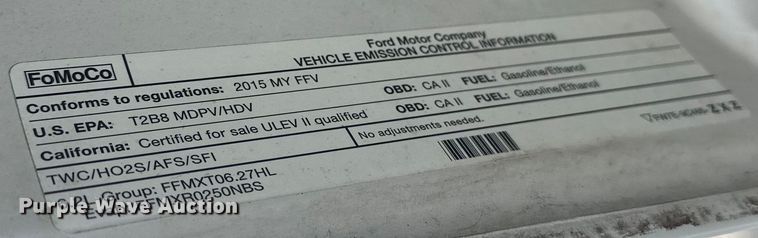 Ford Motor Company
VEHICLE EMISSION CONTROL INFORMATION
FoMoCo
Conforms to regulations: 2015 MY FFV
U.S. EPA: T2B8 MDPV/HDV OBD: CA II FUEL: Gasoline/Ethanol
California: Certified for sale ULEV II qualified OBD: CA II FUEL: Gasoline/Ethanol
TWC/HO2S/AFS/SFI No adjustments needed.
Group: FFMXT06.27HL
ZXZ
Purple Wave Auction